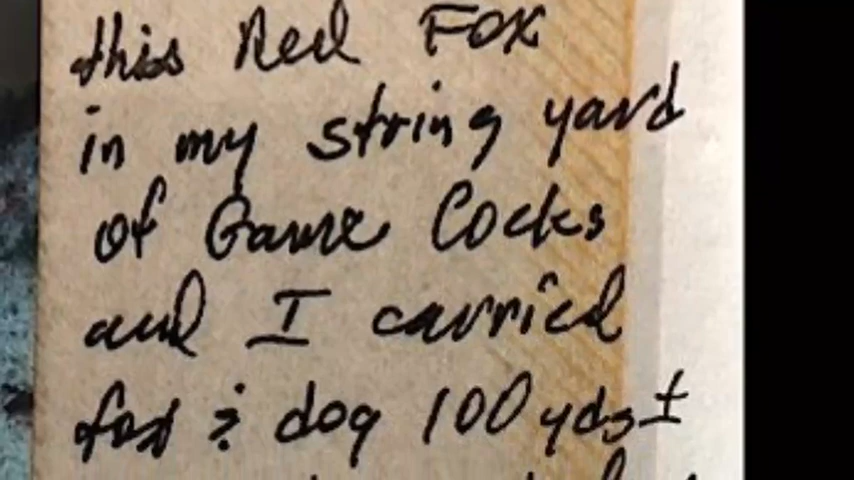 this Red FOX
in my string yard
of Game Cocks
and I carried
fox & dog 100 yds ±